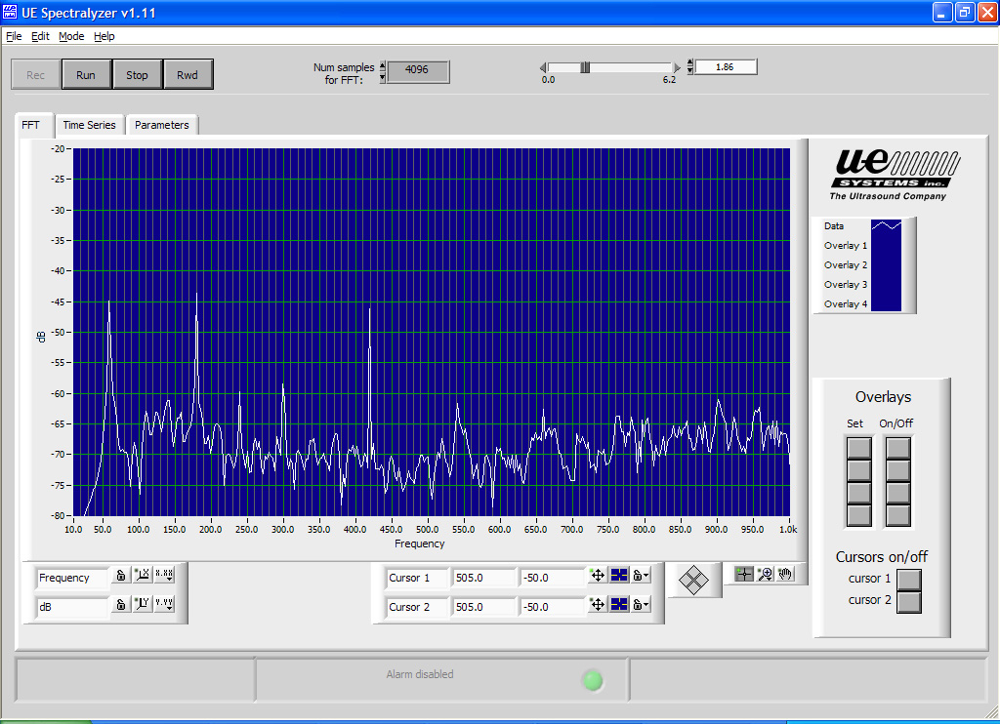 UE Spectralyzer v1.11
File Edit Mode Help
Rec Run Stop Rwd
Num samples for FFT: 4096
0.0 6.2 1.86
FFT Time Series Parameters
-20
-25
-30
-35
-40
-45
-50
-55
-60
-65
-70
-75
-80
dB
10.0 50.0 100.0 150.0 200.0 250.0 300.0 350.0 400.0 450.0 500.0 550.0 600.0 650.0 700.0 750.0 800.0 850.0 900.0 950.0 1.0k
Frequency
ue
SYSTEMS inc.
The Ultrasound Company
Data
Overlay 1
Overlay 2
Overlay 3
Overlay 4
Overlays
Set On/Off
Cursors on/off
cursor 1
cursor 2
Frequency X X.XX
dB Y Y.YY
Cursor 1 505.0 -50.0
Cursor 2 505.0 -50.0
Alarm disabled